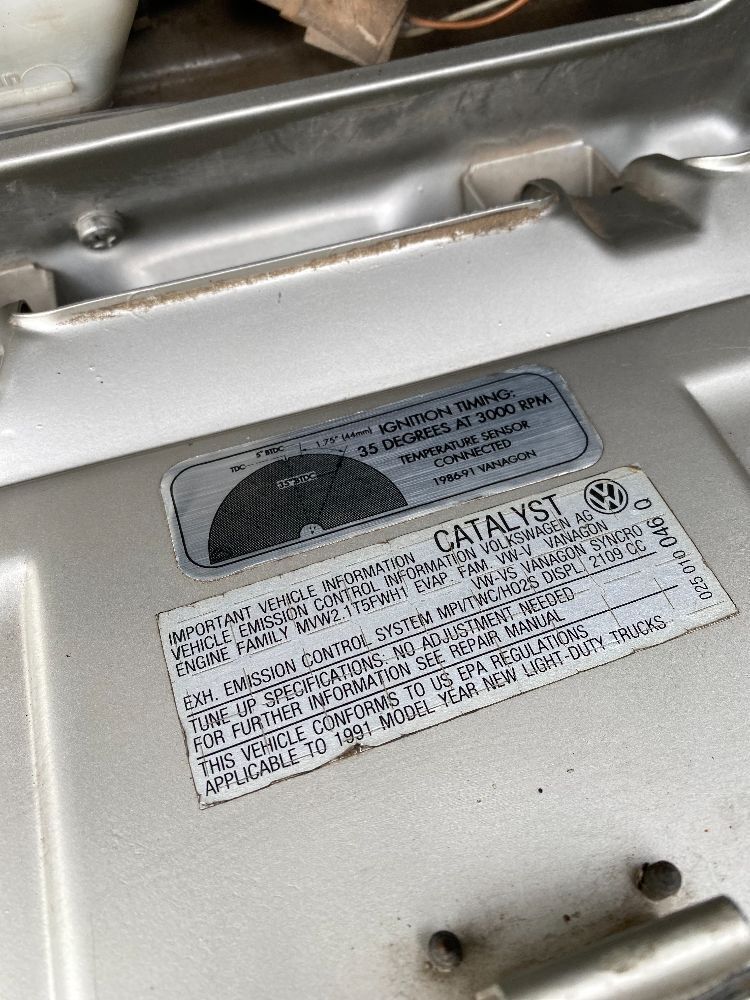 IGNITION TIMING:
35 DEGREES AT 3000 RPM
TEMPERATURE SENSOR
CONNECTED
1986-91 VANAGON
TDC
5° BTDC
1.75" (44mm)
35° BTDC
CATALYST
IMPORTANT VEHICLE INFORMATION
VEHICLE EMISSION CONTROL INFORMATION VOLKSWAGEN AG
ENGINE FAMILY MVW2.1T5FWH1 EVAP. FAM VW-V VANAGON
VW-VS VANAGON SYNCRO
EXH. EMISSION CONTROL SYSTEM MPI/TWC/HO2S DISPL 2109 CC
TUNE UP SPECIFICATIONS: NO ADJUSTMENT NEEDED
FOR FURTHER INFORMATION SEE REPAIR MANUAL
THIS VEHICLE CONFORMS TO US EPA REGULATIONS
APPLICABLE TO 1991 MODEL YEAR NEW LIGHT-DUTY TRUCKS
025 010 046 Q